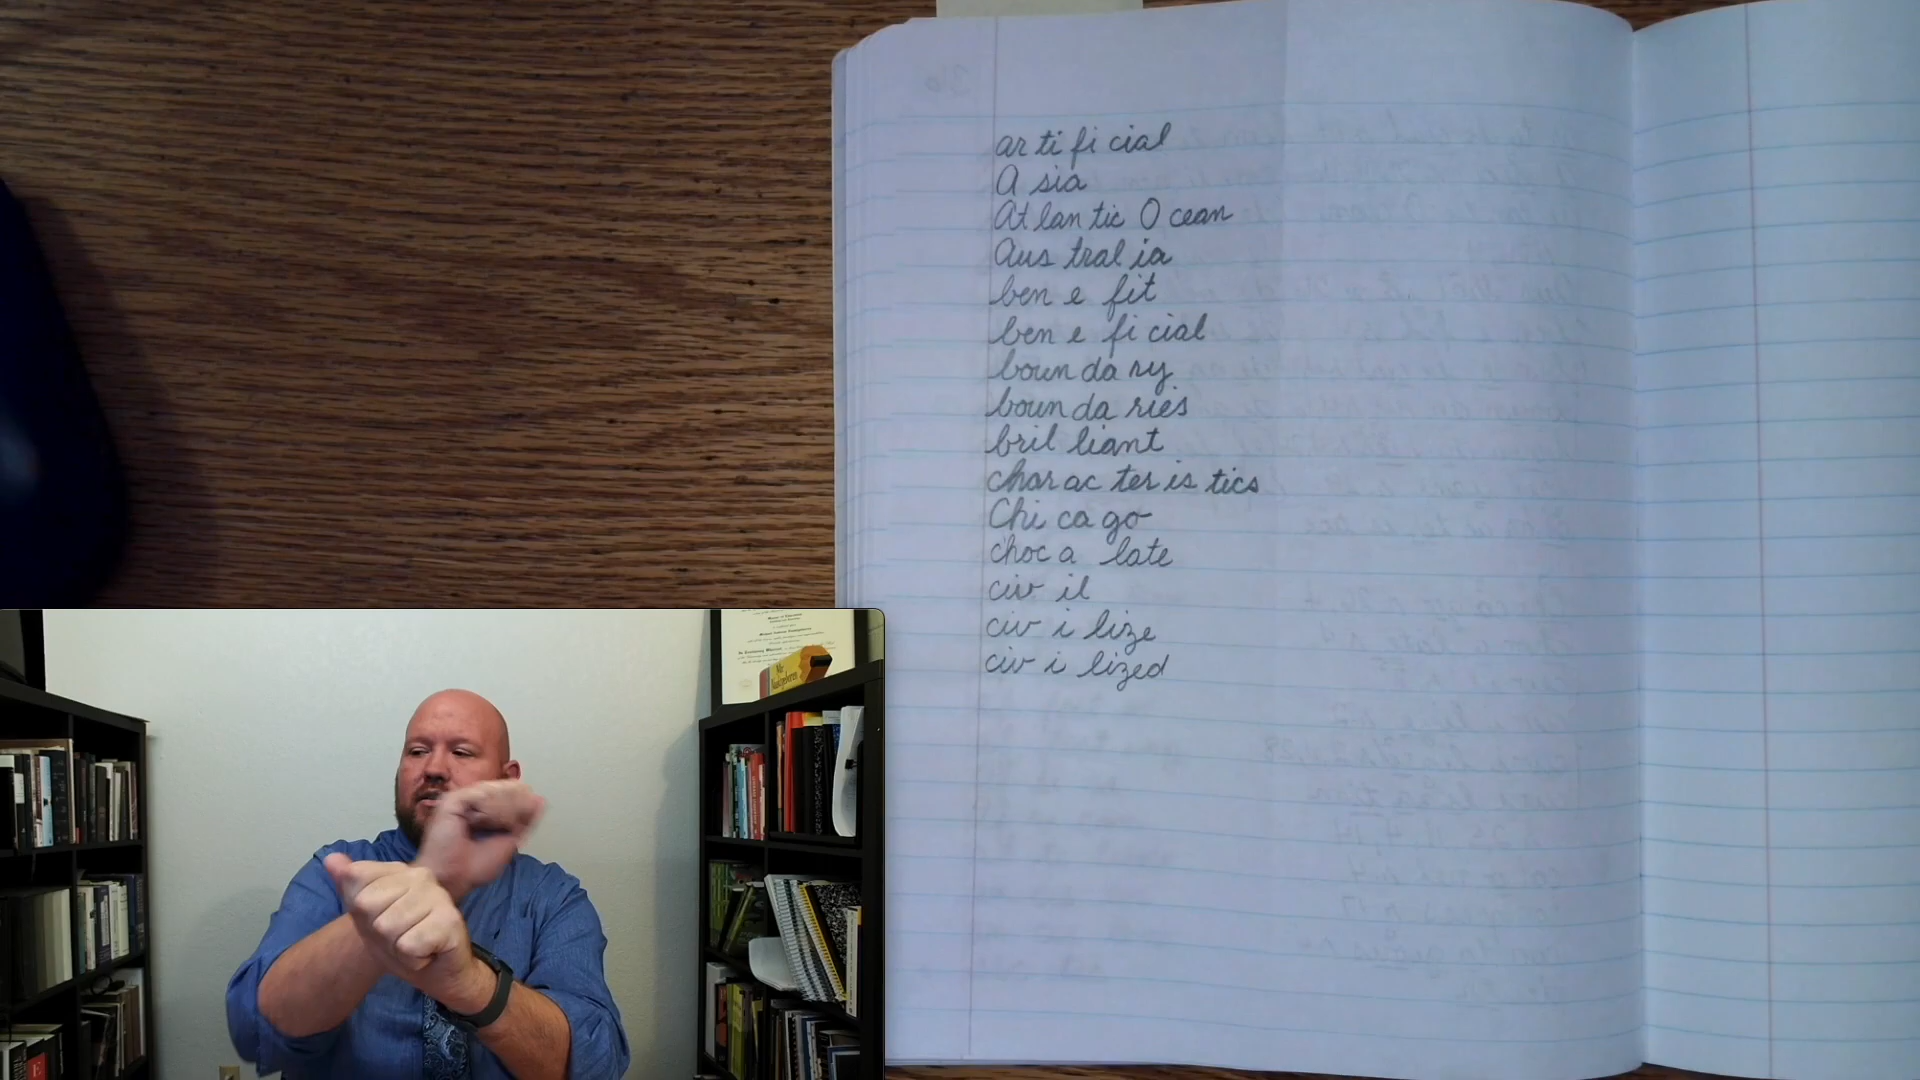 ar ti fi cial
A sia
At lan tic O cean
Aus tral ia
ben e fit
ben e fi cial
boun da ry
boun da ries
bril liant
char ac ter is tics
Chi ca go
choc a late
civ il
civ i lize
civ i lized